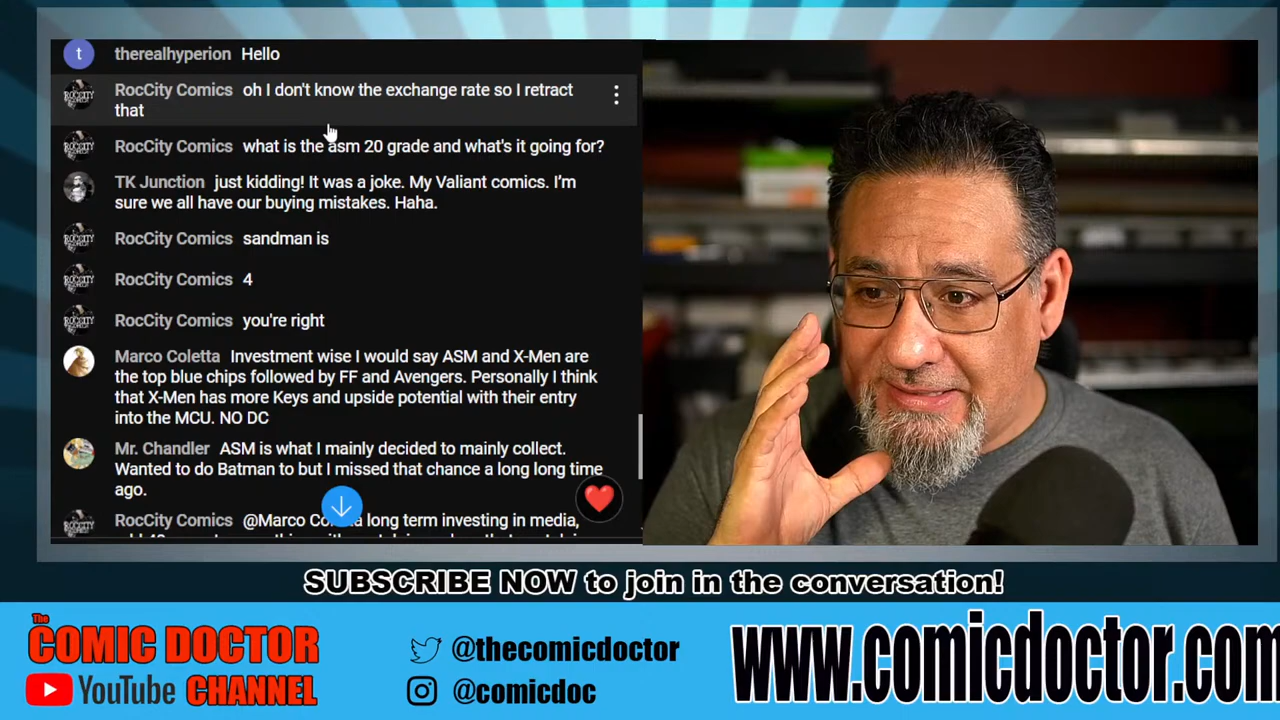 t therealhyperion Hello
RocCity Comics oh I don't know the exchange rate so I retract
that
RocCity Comics what is the asm 20 grade and what's it going for?
TK Junction just kidding! It was a joke. My Valiant comics. I'm
sure we all have our buying mistakes. Haha.
RocCity Comics sandman is
RocCity Comics 4
RocCity Comics you're right
Marco Coletta Investment wise I would say ASM and X-Men are
the top blue chips followed by FF and Avengers. Personally I think
that X-Men has more Keys and upside potential with their entry
into the MCU. NO DC
Mr. Chandler ASM is what I mainly decided to mainly collect.
Wanted to do Batman to but I missed that chance a long long time
ago.
RocCity Comics @Marco long term investing in media,
SUBSCRIBE NOW to join in the conversation!
The
COMIC DOCTOR
YouTube CHANNEL
@thecomicdoctor
@comicdoc
www.comicdoctor.com